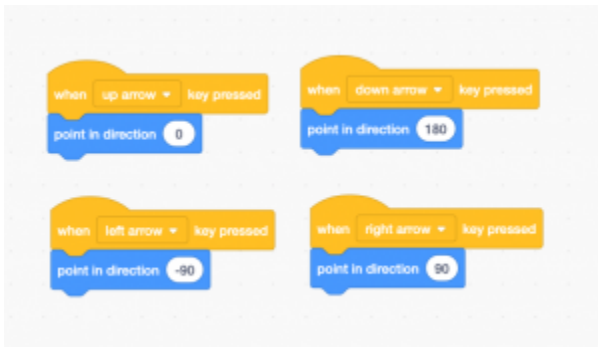 when up arrow key pressed
point in direction 0
when down arrow key pressed
point in direction 180
when left arrow key pressed
point in direction -90
when right arrow key pressed
point in direction 90